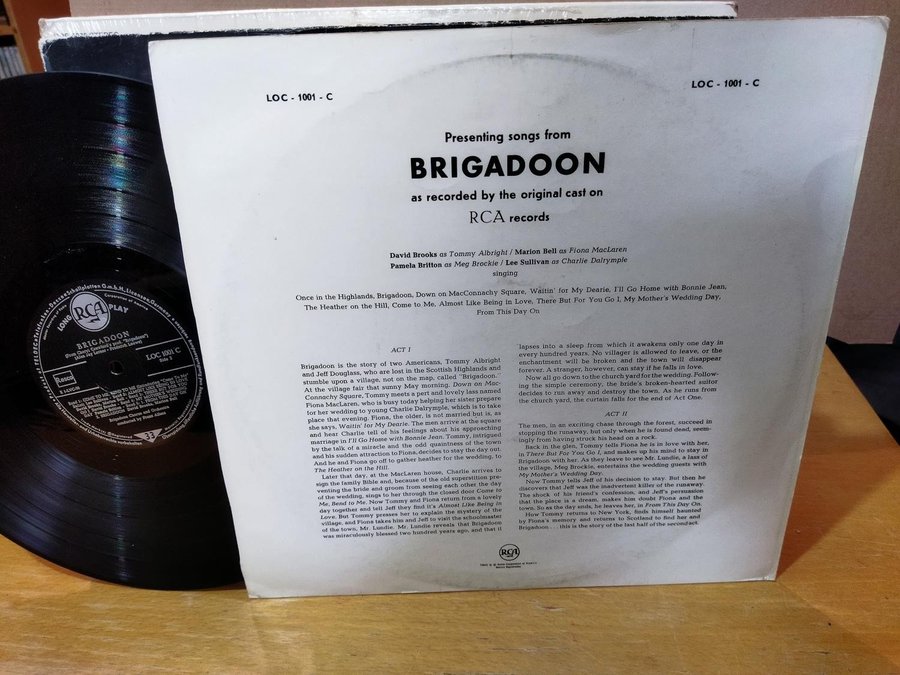 LOC - 1001 - C
LOC - 1001 - C
Presenting songs from
BRIGADOON
as recorded by the original cast on
RCA records
David Brooks as Tommy Albright / Marion Bell as Fiona MacLaren
Pamela Britton as Meg Brockie / Lee Sullivan as Charlie Dalrymple
singing
Once in the Highlands, Brigadoon, Down on MacConnachy Square, Waitin' for My Dearie, I'll Go Home with Bonnie Jean,
The Heather on the Hill, Come to Me, Almost Like Being in Love, There But For You Go I, My Mother's Wedding Day,
From This Day On
ACT I
Brigadoon is the story of two Americans, Tommy Albright
and Jeff Douglass, who are lost in the Scottish Highlands and
stumble upon a village, not on the map, called "Brigadoon."
At the village fair that sunny May morning, Down on Mac-
Connachy Square, Tommy meets a pert and lovely lass named
Fiona MacLaren, who is busy today helping her sister prepare
for her wedding to young Charlie Dalrymple, which is to take
place that evening. Fiona, the older, is not married but is, as
she says, Waitin' for My Dearie. The men arrive at the square
and hear Charlie tell of his feelings about his approaching
marriage in I'll Go Home with Bonnie Jean. Tommy, intrigued
by the talk of a miracle and the odd quaintness of the town
and his sudden attraction to Fiona, decides to stay the day out.
And he and Fiona go off to gather heather for the wedding, to
The Heather on the Hill.
Later that day, at the MacLaren house, Charlie arrives to
sign the family Bible and, because of the old superstition pre-
venting the bride and groom from seeing each other the day
of the wedding, sings to her through the closed door Come to
Me, Bend to Me. Now Tommy and Fiona return from a lovely
day together and tell Jeff they find it's Almost Like Being in
Love. But Tommy presses her to explain the mystery of the
village, and Fiona takes him and Jeff to visit the schoolmaster
of the town, Mr. Lundie. Mr. Lundie reveals that Brigadoon
was miraculously blessed two hundred years ago, and that it
lapses into a sleep from which it awakens only one day in
every hundred years. No villager is allowed to leave, or the
enchantment will be broken and the town will disappear
forever. A stranger, however, can stay if he falls in love.
Now all go down to the church yard for the wedding. Follow-
ing the simple ceremony, the bride's broken-hearted suitor
decides to run away and destroy the town. As he runs from
the church yard, the curtain falls for the end of Act One.
ACT II
The men, in an exciting chase through the forest, succeed in
stopping the runaway, but only when he is found dead, seem-
ingly from having struck his head on a rock.
Back in the glen, Tommy tells Fiona he is in love with her,
in There But For You Go I, and makes up his mind to stay in
Brigadoon with her. As they leave to see Mr. Lundie, a lass of
the village, Meg Brockie, entertains the wedding guests with
My Mother's Wedding Day.
Now Tommy tells Jeff of his decision to stay. But then he
discovers that Jeff was the inadvertent killer of the runaway.
The shock of his friend's confession, and Jeff's persuasion
that the place is a dream, makes him doubt Fiona and the
town. So as the day ends, he leaves her, in From This Day On.
How Tommy returns to New York, finds himself haunted
by Fiona's memory and returns to Scotland to find her and
Brigadoon . . . this is the story of the last half of the second act.
RCA
LONG
RCA
PLAY
BRIGADOON
LOC 1001 C
Side 2
33